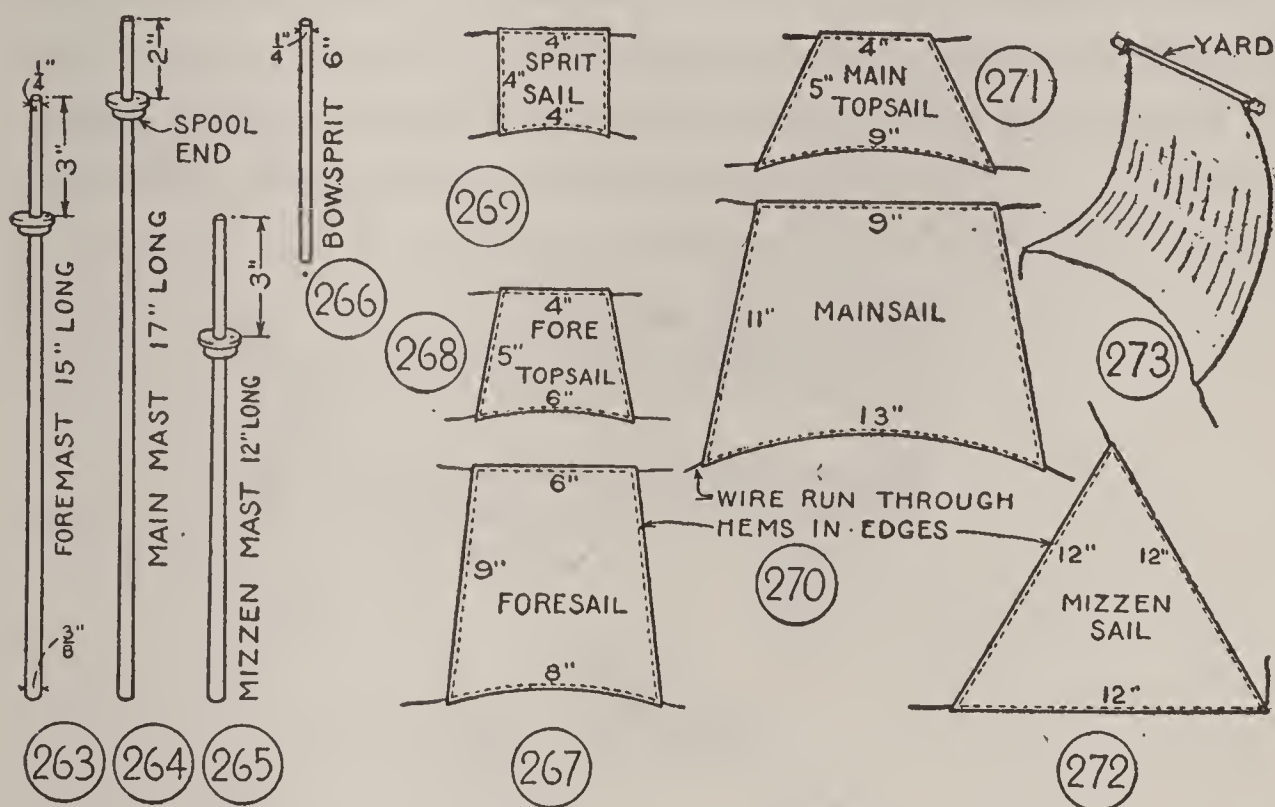 1/4"
3"
FOREMAST 15" LONG
3/8"
263
2"
SPOOL
END
MAIN MAST 17" LONG
264
3"
MIZZEN MAST 12" LONG
265
1/4"
6"
BOWSPRIT
266
4"
4" SPRIT
SAIL
4"
269
4"
FORE
5"
TOPSAIL
6"
268
6"
9"
FORESAIL
8"
267
4"
5" MAIN
TOPSAIL
9"
271
9"
11" MAINSAIL
13"
WIRE RUN THROUGH
HEMS IN EDGES
270
YARD
273
12" 12"
MIZZEN
SAIL
12"
272